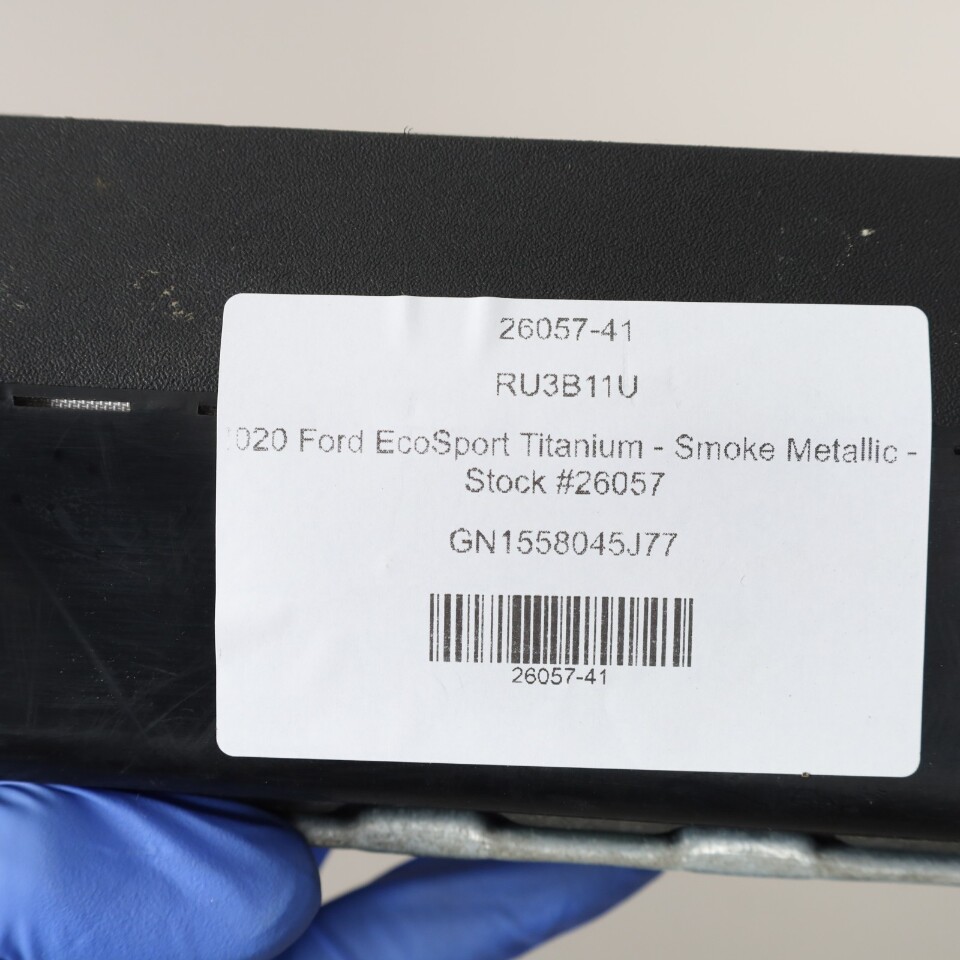 26057-41
RU3B11U
020 Ford EcoSport Titanium - Smoke Metallic -
Stock #26057
GN1558045J77
26057-41